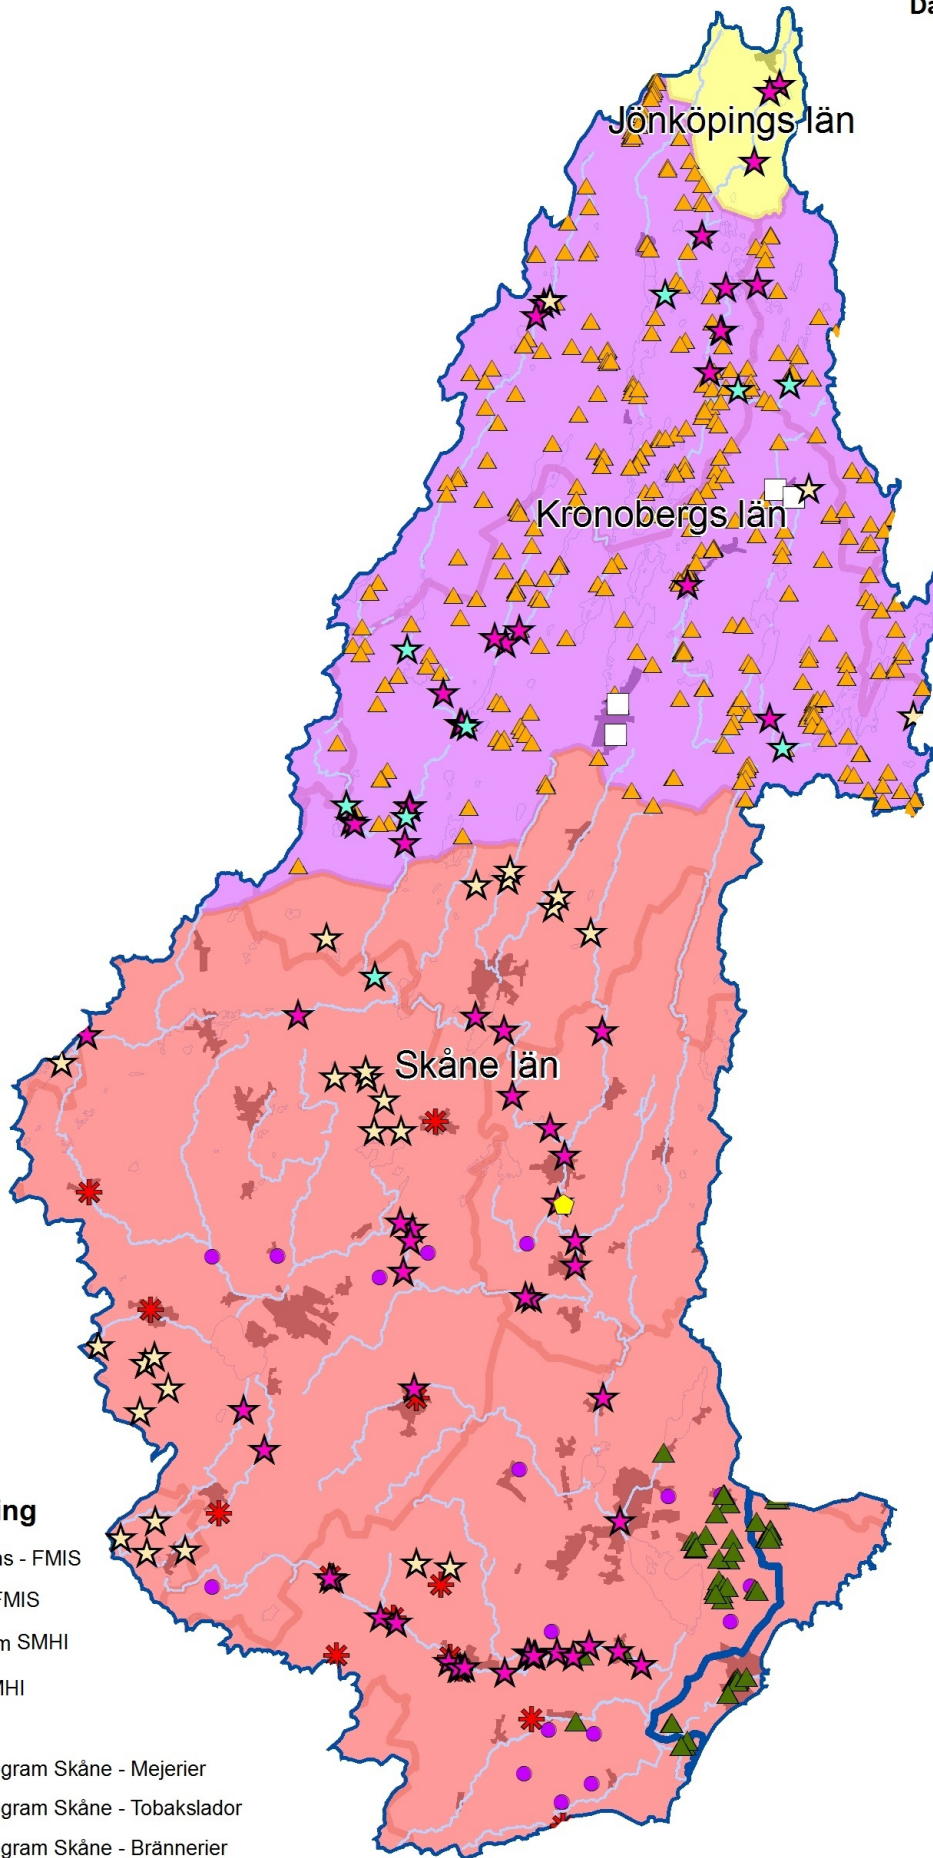 Da
Jönköpings län
Kronobergs län
Skåne län
ing
ns - FMIS
FMIS
m SMHI
MHI
gram Skåne - Mejerier
gram Skåne - Tobakslador
gram Skåne - Brännerier